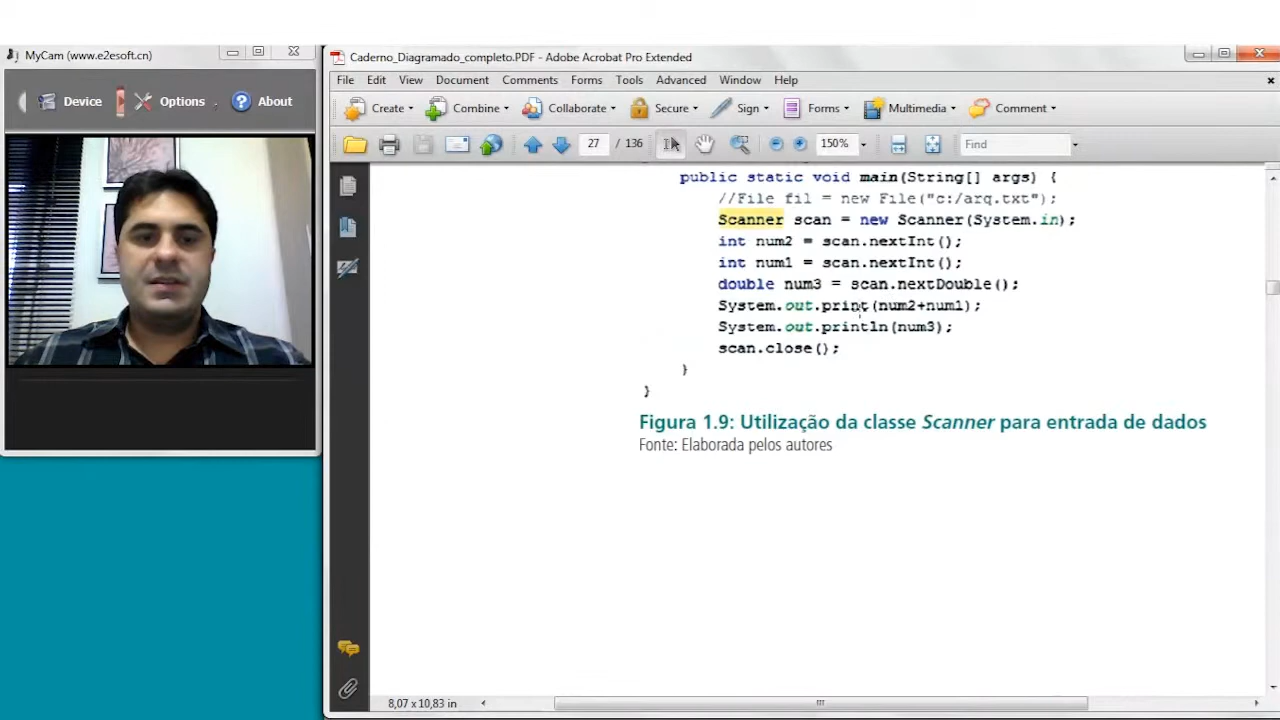 MyCam (www.e2esoft.cn)
Device
Options
About
Caderno_Diagramado_completo.PDF - Adobe Acrobat Pro Extended
File Edit View Document Comments Forms Tools Advanced Window Help
Create Combine Collaborate Secure Sign Forms Multimedia Comment
27 / 136 150% Find
public static void main(String[] args) {
//File fil = new File("c:/arq.txt");
Scanner scan = new Scanner(System.in);
int num2 = scan.nextInt();
int num1 = scan.nextInt();
double num3 = scan.nextDouble();
System.out.print(num2+num1);
System.out.println(num3);
scan.close();
}
}
Figura 1.9: Utilização da classe Scanner para entrada de dados
Fonte: Elaborada pelos autores
8,07 x 10,83 in